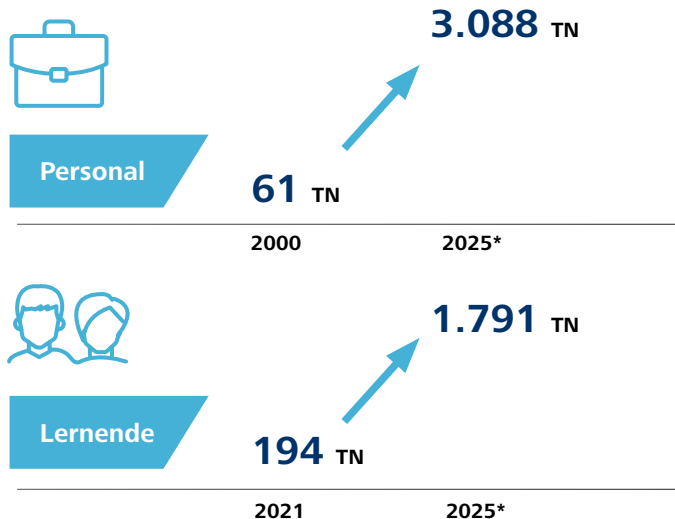 3.088 TN
Personal
61 TN
2000 2025*
1.791 TN
Lernende
194 TN
2021 2025*